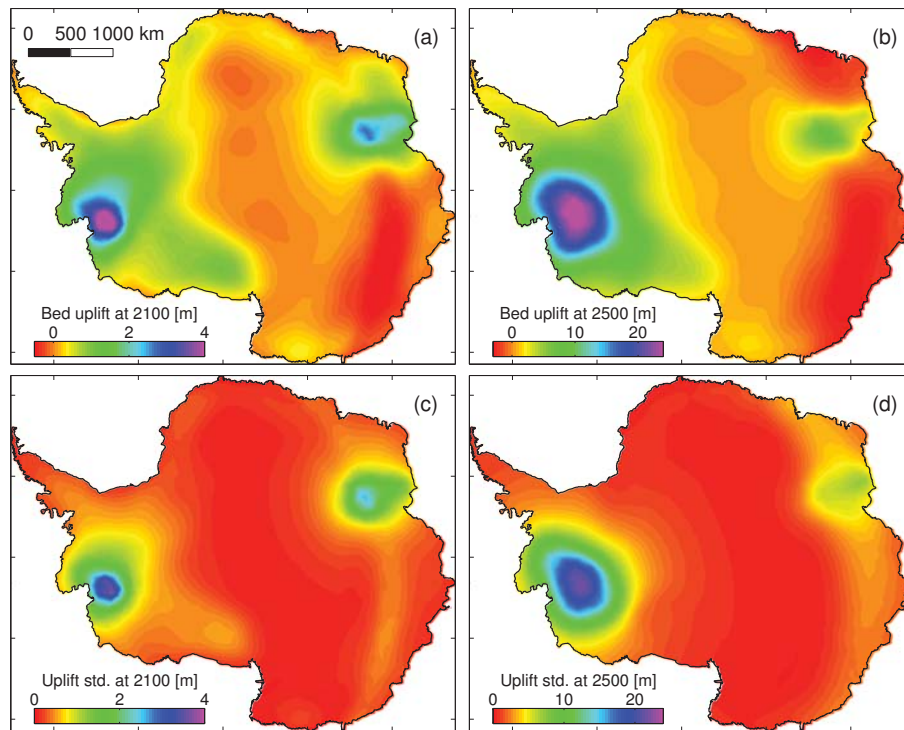 (a)
0 500 1000 km
Bed uplift at 2100 [m]
0 2 4
(b)
Bed uplift at 2500 [m]
0 10 20
(c)
Uplift std. at 2100 [m]
0 2 4
(d)
Uplift std. at 2500 [m]
0 10 20